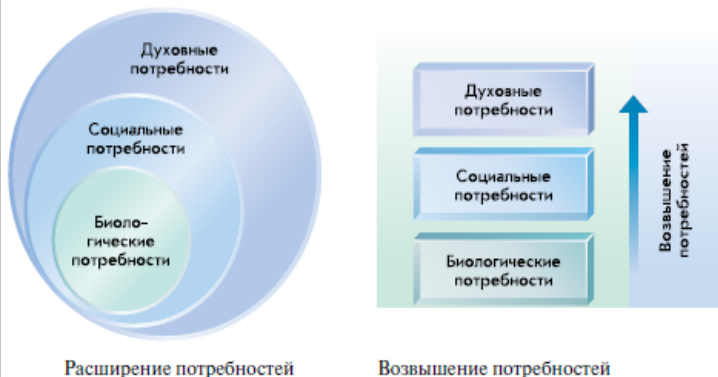 Духовные
потребности
Социальные
потребности
Биоло-
гические
потребности
Расширение потребностей
Духовные
потребности
Социальные
потребности
Биологические
потребности
Возвышение
потребностей
Возвышение потребностей